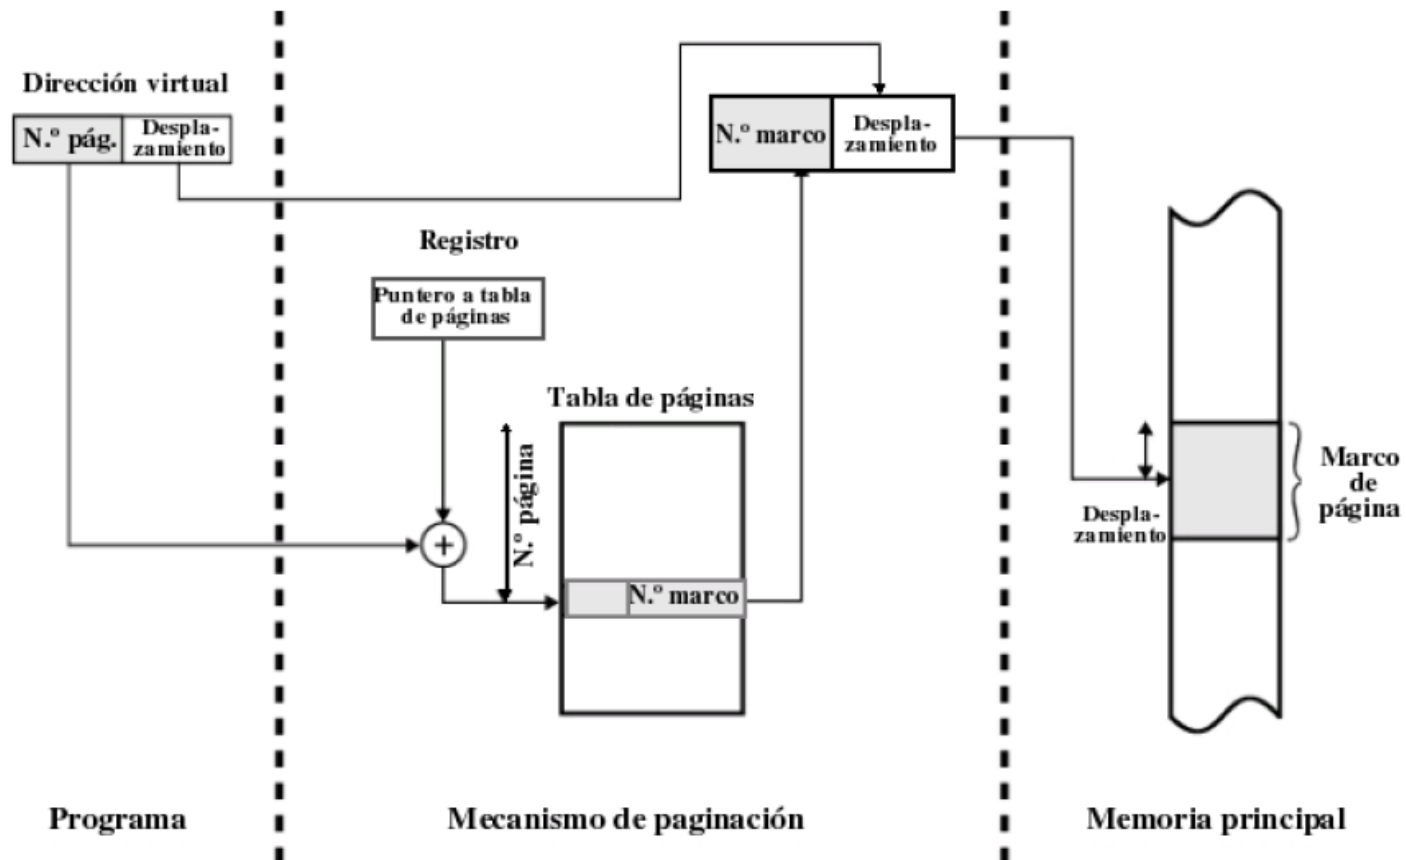 Dirección virtual
N.º pág.
Despla-
zamiento
N.º marco
Despla-
zamiento
Registro
Puntero a tabla
de páginas
Tabla de páginas
N.º página
N.º marco
Despla-
zamiento
Marco
de
página
Programa
Mecanismo de paginación
Memoria principal